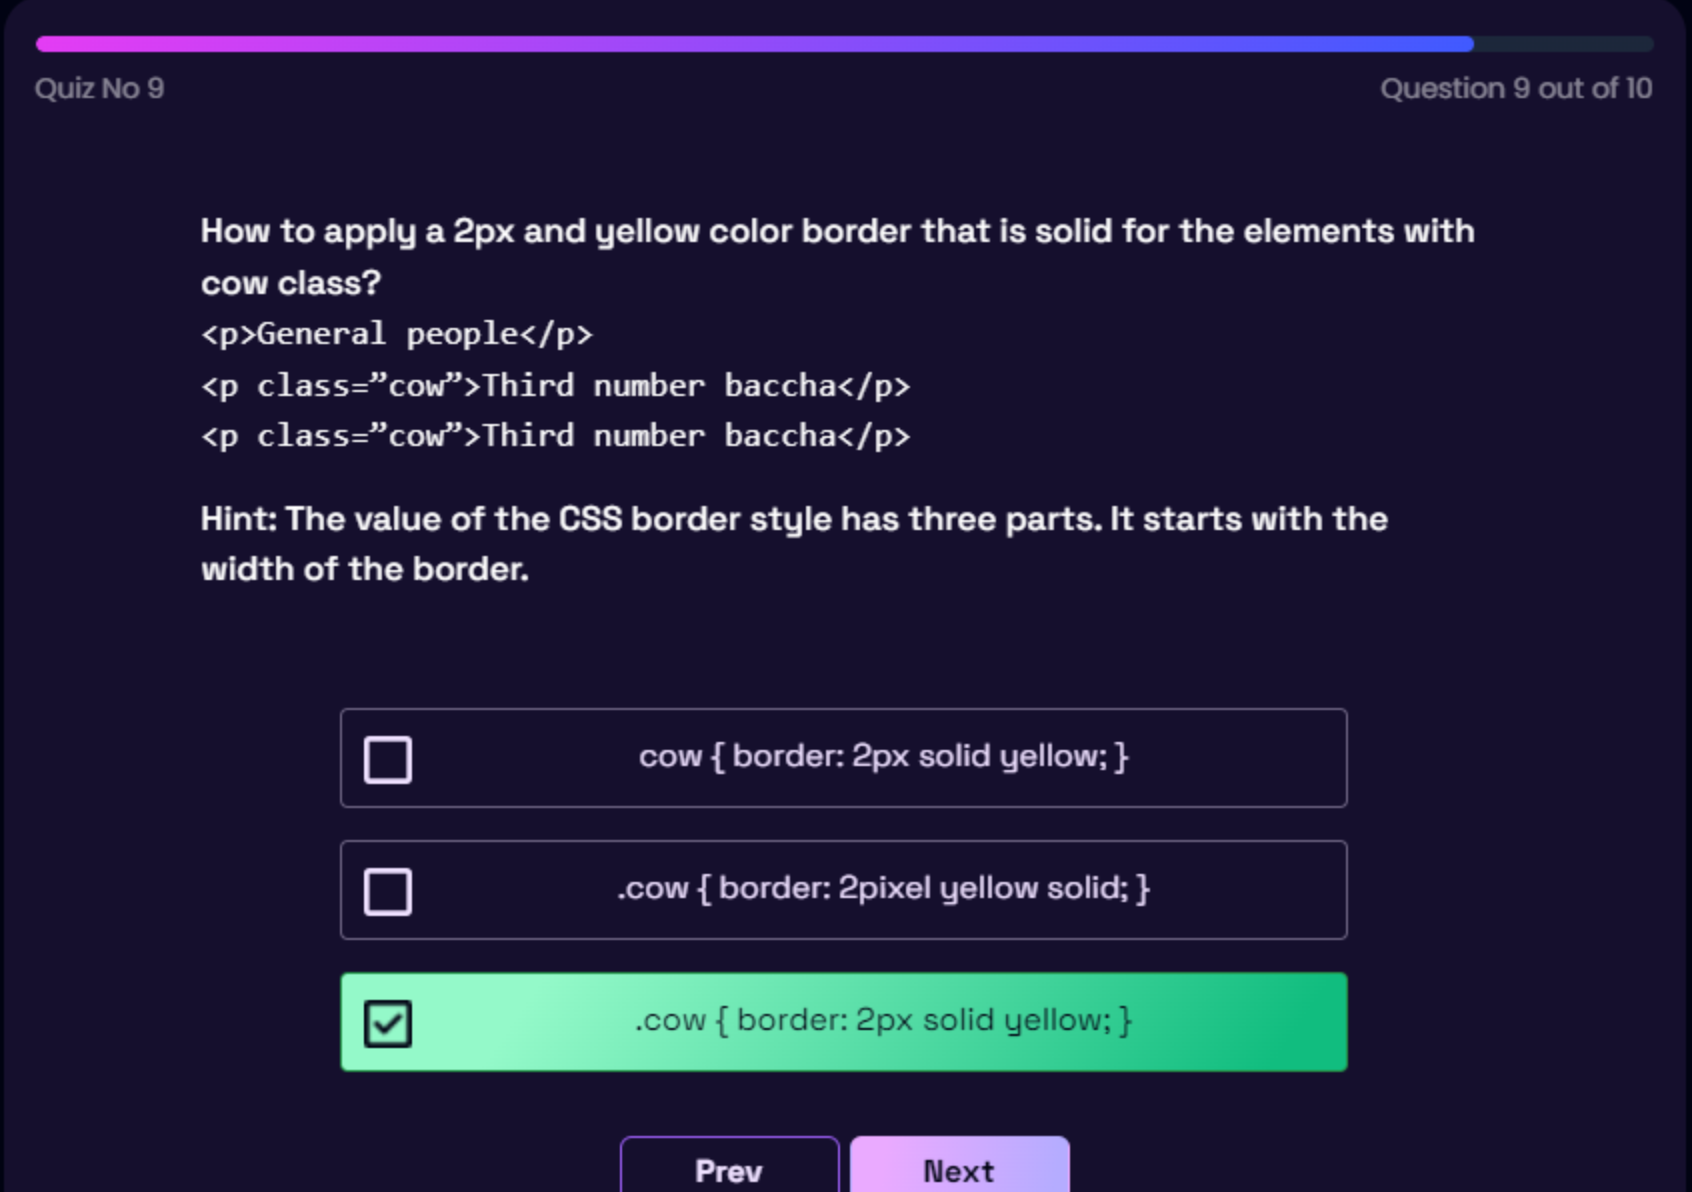 Quiz No 9
Question 9 out of 10
How to apply a 2px and yellow color border that is solid for the elements with
cow class?
<p>General people</p>
<p class=”cow”>Third number baccha</p>
<p class=”cow”>Third number baccha</p>
Hint: The value of the CSS border style has three parts. It starts with the
width of the border.
cow { border: 2px solid yellow; }
.cow { border: 2pixel yellow solid; }
.cow { border: 2px solid yellow; }
Prev
Next